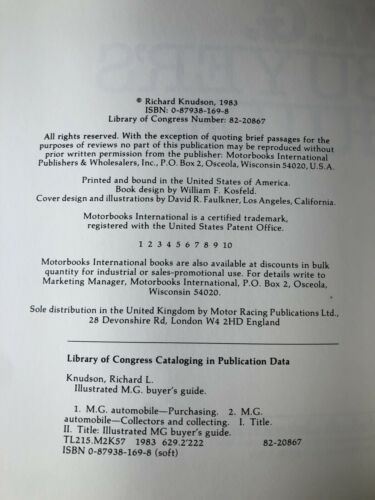 © Richard Knudson, 1983
ISBN: 0-87938-169-8
Library of Congress Number: 82-20867
All rights reserved. With the exception of quoting brief passages for the
purposes of reviews no part of this publication may be reproduced without
prior written permission from the publisher: Motorbooks International
Publishers & Wholesalers, Inc., P.O. Box 2, Osceola, Wisconsin 54020, U.S.A.
Printed and bound in the United States of America.
Book design by William F. Kosfeld.
Cover design and illustrations by David R. Faulkner, Los Angeles, California.
Motorbooks International is a certified trademark,
registered with the United States Patent Office.
1 2 3 4 5 6 7 8 9 10
Motorbooks International books are also available at discounts in bulk
quantity for industrial or sales-promotional use. For details write to
Marketing Manager, Motorbooks International, P.O. Box 2, Osceola,
Wisconsin 54020.
Sole distribution in the United Kingdom by Motor Racing Publications Ltd.,
28 Devonshire Rd, London W4 2HD England
Library of Congress Cataloging in Publication Data
Knudson, Richard L.
Illustrated M.G. buyer's guide.
1. M.G. automobile—Purchasing. 2. M.G.
automobile—Collectors and collecting. I. Title.
II. Title: Illustrated MG buyer's guide.
TL215.M2K57 1983 629.2'222 82-20867
ISBN 0-87938-169-8 (soft)